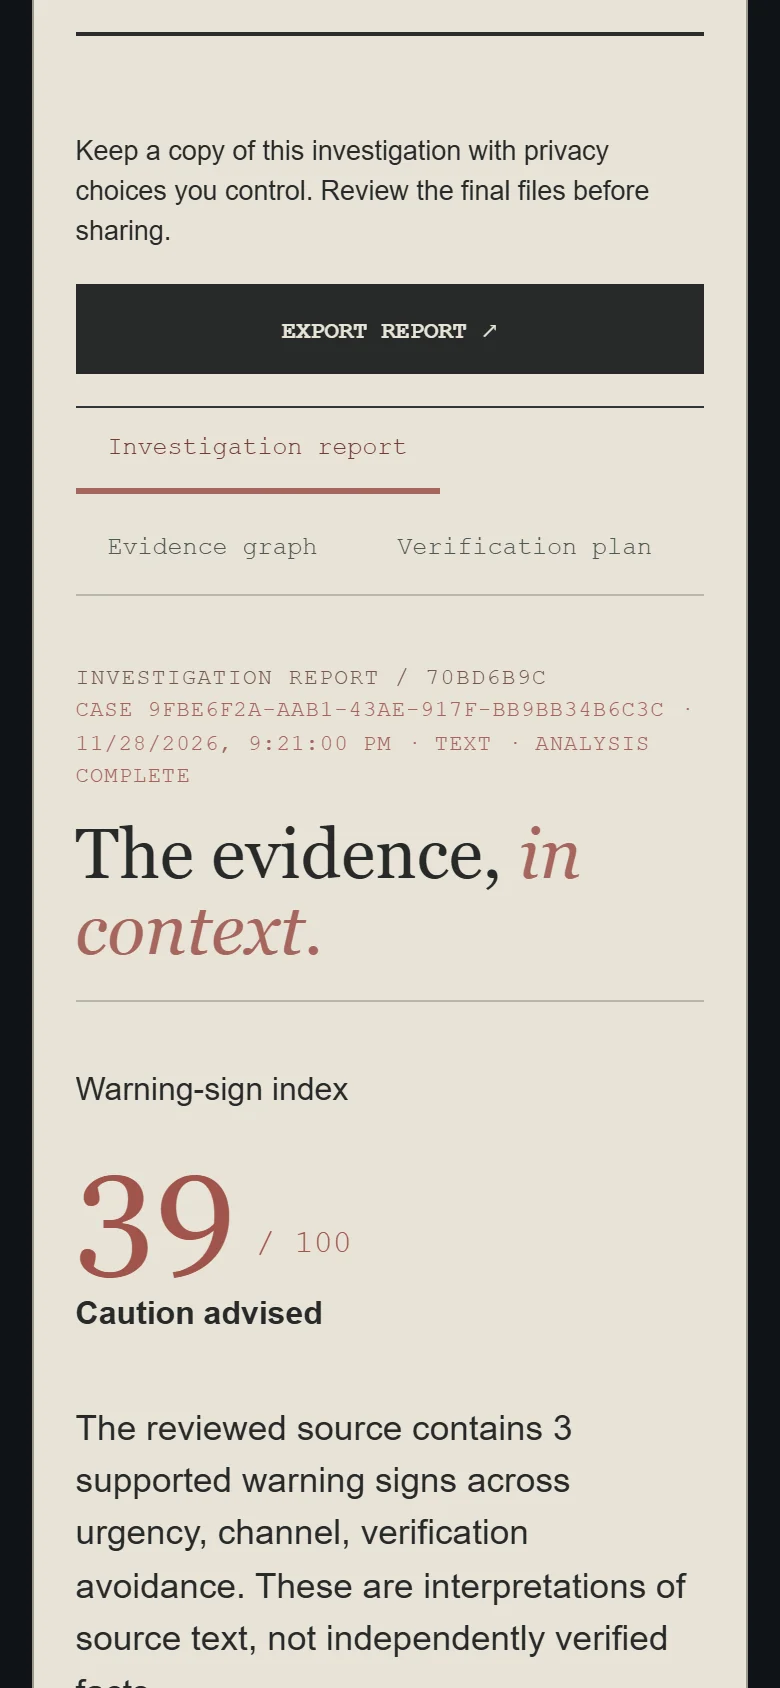 Keep a copy of this investigation with privacy
choices you control. Review the final files before
sharing.
EXPORT REPORT ↗
Investigation report
Evidence graph
Verification plan
INVESTIGATION REPORT / 70BD6B9C
CASE 9FBE6F2A-AAB1-43AE-917F-BB9BB34B6C3C ·
11/28/2026, 9:21:00 PM · TEXT · ANALYSIS
COMPLETE
The evidence, in
context.
Warning-sign index
39 / 100
Caution advised
The reviewed source contains 3
supported warning signs across
urgency, channel, verification
avoidance. These are interpretations of
source text, not independently verified